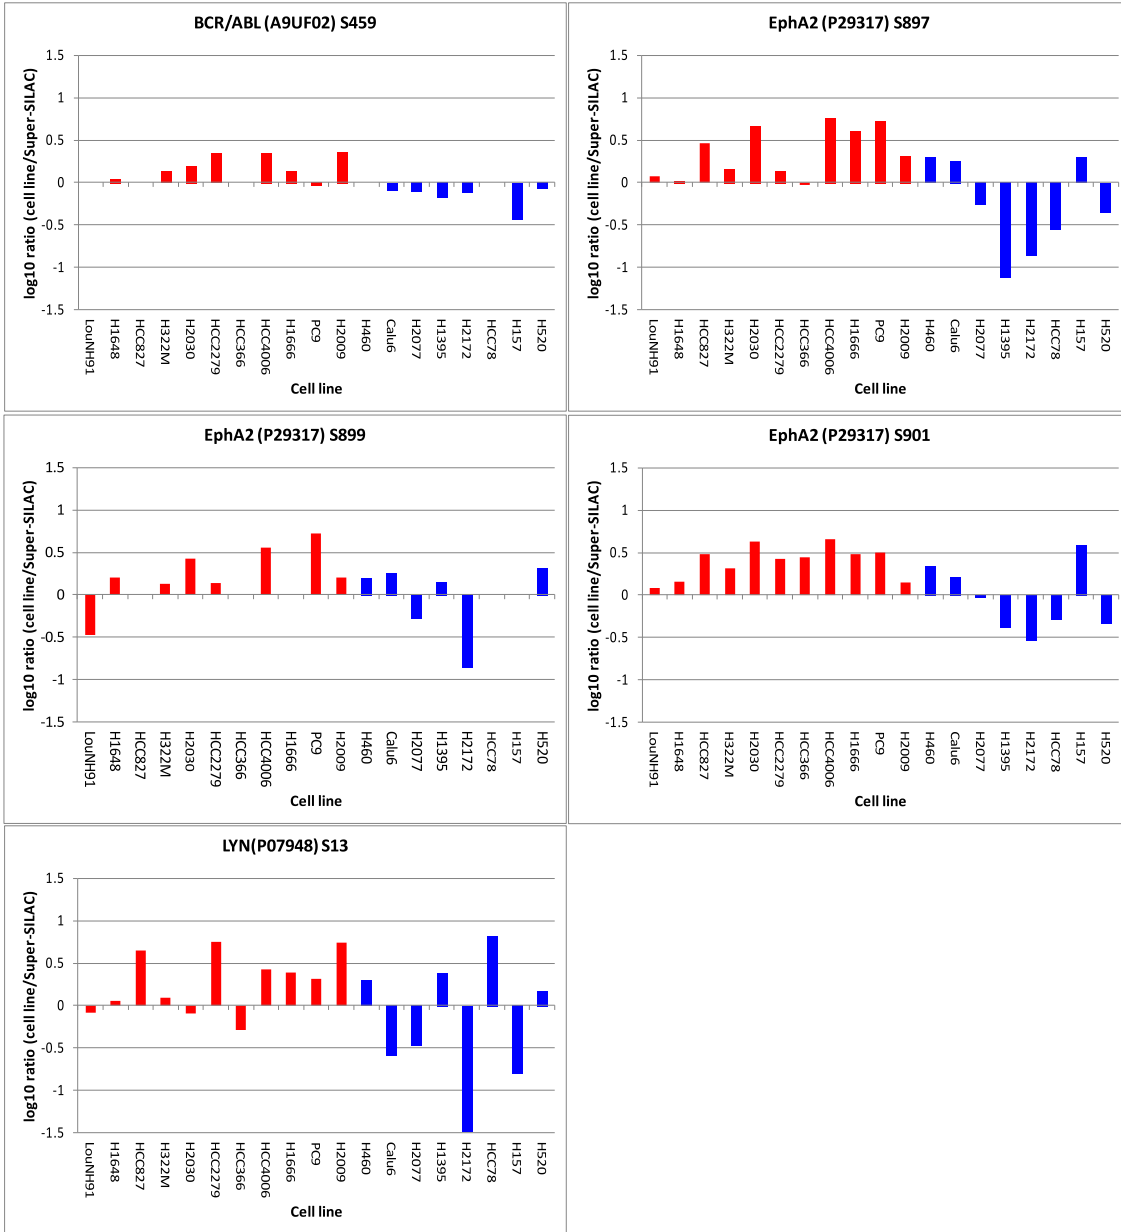 BCR/ABL (A9UF02) S459
log10 ratio (cell line/Super-SILAC)
1.5
1
0.5
0
-0.5
-1
-1.5
LouNH91
H1648
HCC827
H322M
H2030
HCC2279
HCC366
HCC4006
H1666
PC9
H2009
H460
Calu6
H2077
H1395
H2172
HCC78
H157
H520
Cell line
EphA2 (P29317) S897
log10 ratio (cell line/Super-SILAC)
1.5
1
0.5
0
-0.5
-1
-1.5
LouNH91
H1648
HCC827
H322M
H2030
HCC2279
HCC366
HCC4006
H1666
PC9
H2009
H460
Calu6
H2077
H1395
H2172
HCC78
H157
H520
Cell line
EphA2 (P29317) S899
log10 ratio (cell line/Super-SILAC)
1.5
1
0.5
0
-0.5
-1
-1.5
LouNH91
H1648
HCC827
H322M
H2030
HCC2279
HCC366
HCC4006
H1666
PC9
H2009
H460
Calu6
H2077
H1395
H2172
HCC78
H157
H520
Cell line
EphA2 (P29317) S901
log10 ratio (cell line/Super-SILAC)
1.5
1
0.5
0
-0.5
-1
-1.5
LouNH91
H1648
HCC827
H322M
H2030
HCC2279
HCC366
HCC4006
H1666
PC9
H2009
H460
Calu6
H2077
H1395
H2172
HCC78
H157
H520
Cell line
LYN(P07948) S13
log10 ratio (cell line/Super-SILAC)
1.5
1
0.5
0
-0.5
-1
-1.5
LouNH91
H1648
HCC827
H322M
H2030
HCC2279
HCC366
HCC4006
H1666
PC9
H2009
H460
Calu6
H2077
H1395
H2172
HCC78
H157
H520
Cell line